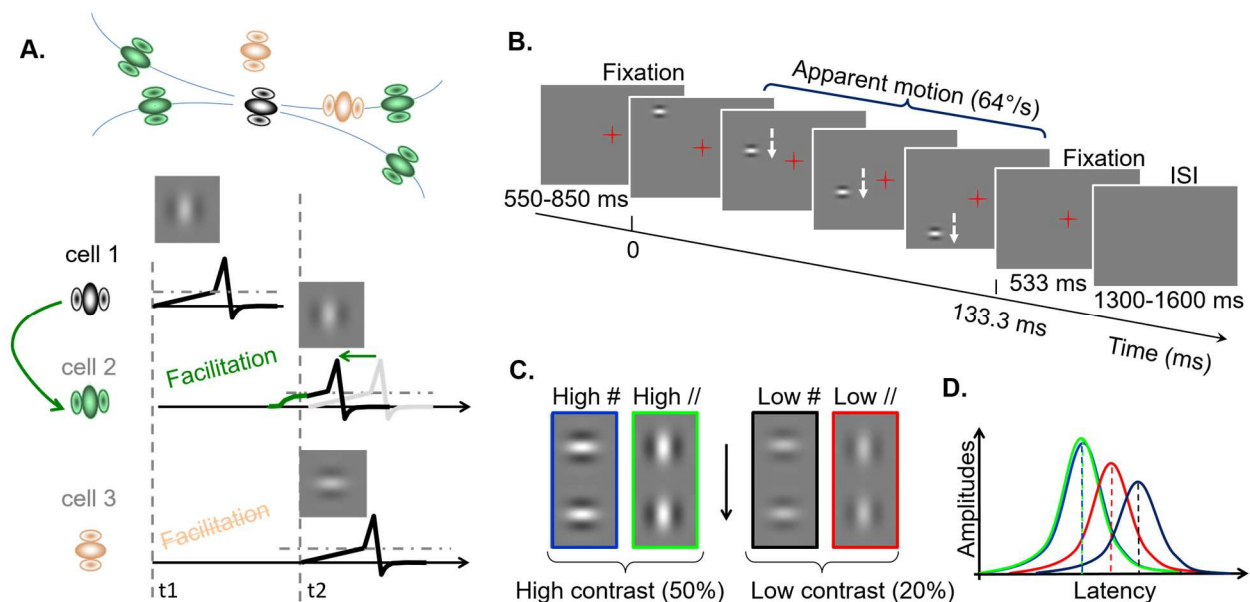 A.
cell 1
cell 2
Facilitation
cell 3
Facilitation
t1
t2
B.
Fixation
Apparent motion (64°/s)
Fixation
ISI
550-850 ms
0
533 ms
1300-1600 ms
133.3 ms
Time (ms)
C.
High #
High //
Low #
Low //
High contrast (50%)
Low contrast (20%)
D.
Amplitudes
Latency